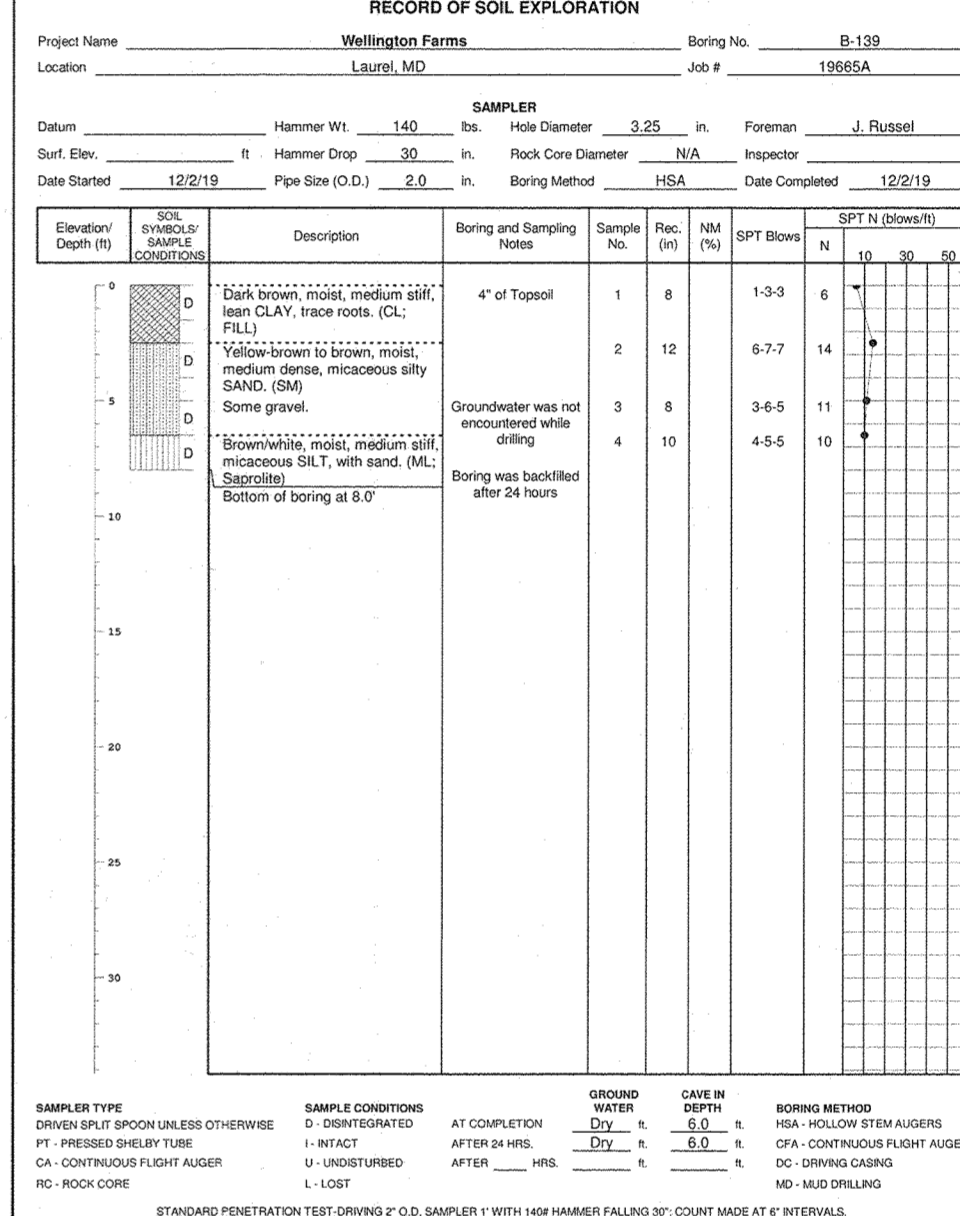 RECORD OF SOIL EXPLORATION
Project Name Wellington Farms Boring No. B-139
Location Laurel, MD Job # 19665A
SAMPLER
Datum Hammer Wt. 140 lbs. Hole Diameter 3.25 in. Foreman J. Russel
Surf. Elev. ft Hammer Drop 30 in. Rock Core Diameter N/A Inspector
Date Started 12/2/19 Pipe Size (O.D.) 2.0 in. Boring Method HSA Date Completed 12/2/19
Elevation/ Depth (ft) SOIL SYMBOLS/ SAMPLE CONDITIONS Description Boring and Sampling Notes Sample No. Rec. (in) NM (%) SPT Blows SPT N (blows/ft)
N 10 30 50
0
D Dark brown, moist, medium stiff, 4" of Topsoil 1 8 1-3-3 6
lean CLAY, trace roots. (CL;
FILL)
D Yellow-brown to brown, moist, 2 12 6-7-7 14
medium dense, micaceous silty
SAND. (SM)
5 Some gravel. Groundwater was not 3 8 3-6-5 11
D encountered while
D Brown/white, moist, medium stiff, drilling 4 10 4-5-5 10
micaceous SILT, with sand. (ML;
Saprolite) Boring was backfilled
Bottom of boring at 8.0' after 24 hours
10
15
20
25
30
GROUND WATER CAVE IN DEPTH
SAMPLER TYPE SAMPLE CONDITIONS BORING METHOD
DRIVEN SPLIT SPOON UNLESS OTHERWISE D - DISINTEGRATED AT COMPLETION Dry ft. 6.0 ft. HSA - HOLLOW STEM AUGERS
PT - PRESSED SHELBY TUBE I - INTACT AFTER 24 HRS. Dry ft. 6.0 ft. CFA - CONTINUOUS FLIGHT AUGE
CA - CONTINUOUS FLIGHT AUGER U - UNDISTURBED AFTER HRS. ft. ft. DC - DRIVING CASING
RC - ROCK CORE L - LOST MD - MUD DRILLING
STANDARD PENETRATION TEST-DRIVING 2" O.D. SAMPLER 1' WITH 140# HAMMER FALLING 30"; COUNT MADE AT 6" INTERVALS.